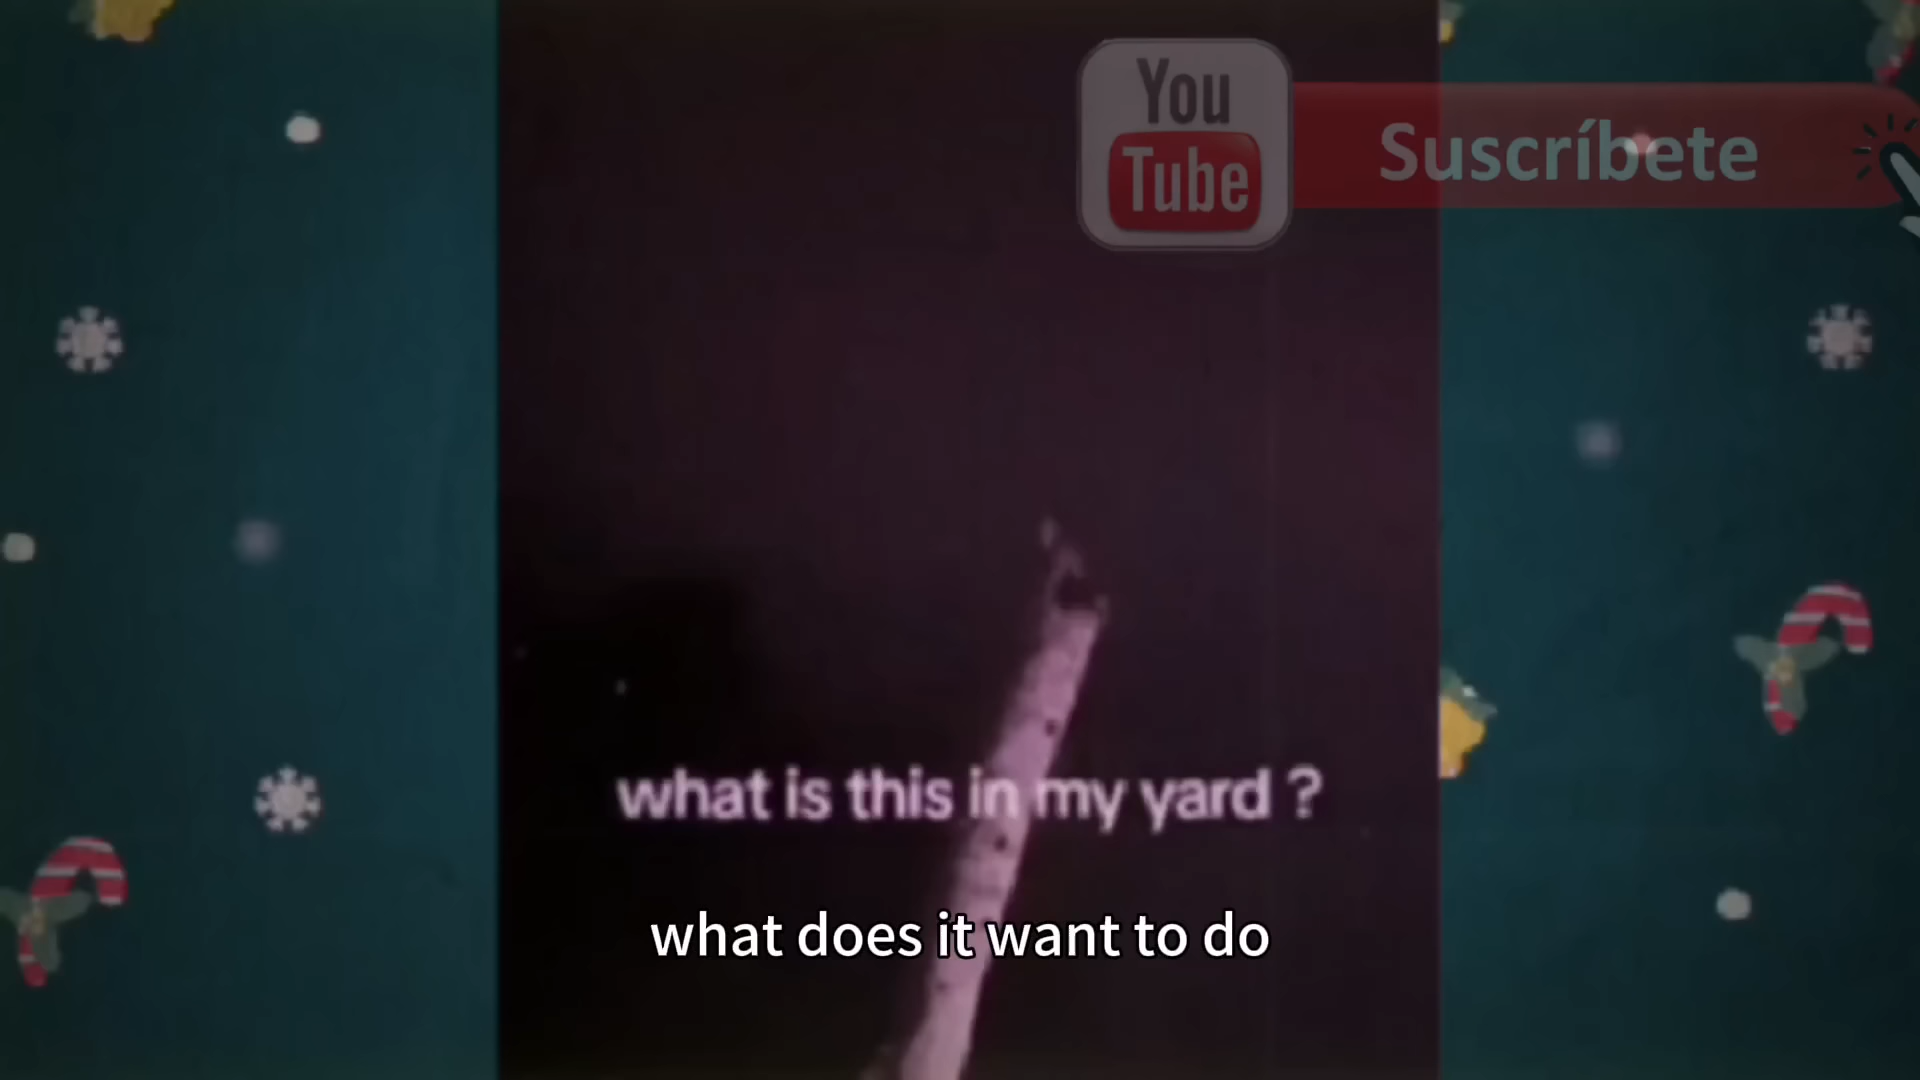 You
Tube
Suscríbete
what is this in my yard ?
what does it want to do